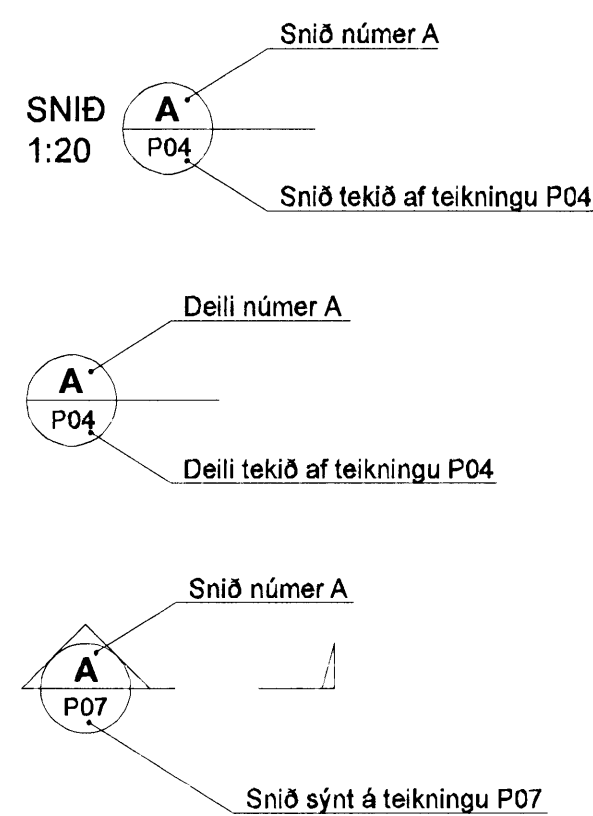 Snið númer A
SNIÐ
1:20
A
P04
Snið tekið af teikningu P04
Deili númer A
A
P04
Deili tekið af teikningu P04
Snið númer A
A
P07
Snið sýnt á teikningu P07